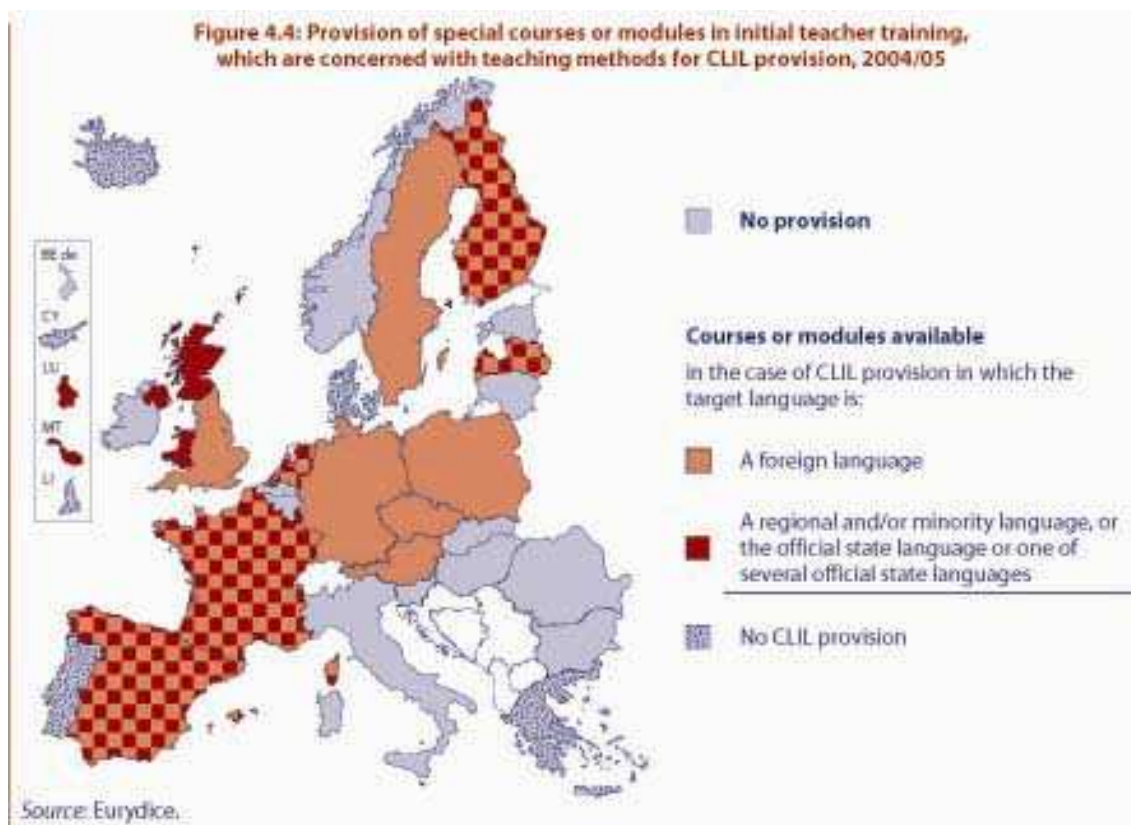 Figure 4.4: Provision of special courses or modules in initial teacher training,
which are concerned with teaching methods for CLIL provision, 2004/05
BE de
CY
LU
MT
LI
No provision
Courses or modules available
in the case of CLIL provision in which the
target language is:
A foreign language
A regional and/or minority language, or
the official state language or one of
several official state languages
No CLIL provision
Source: Eurydice.